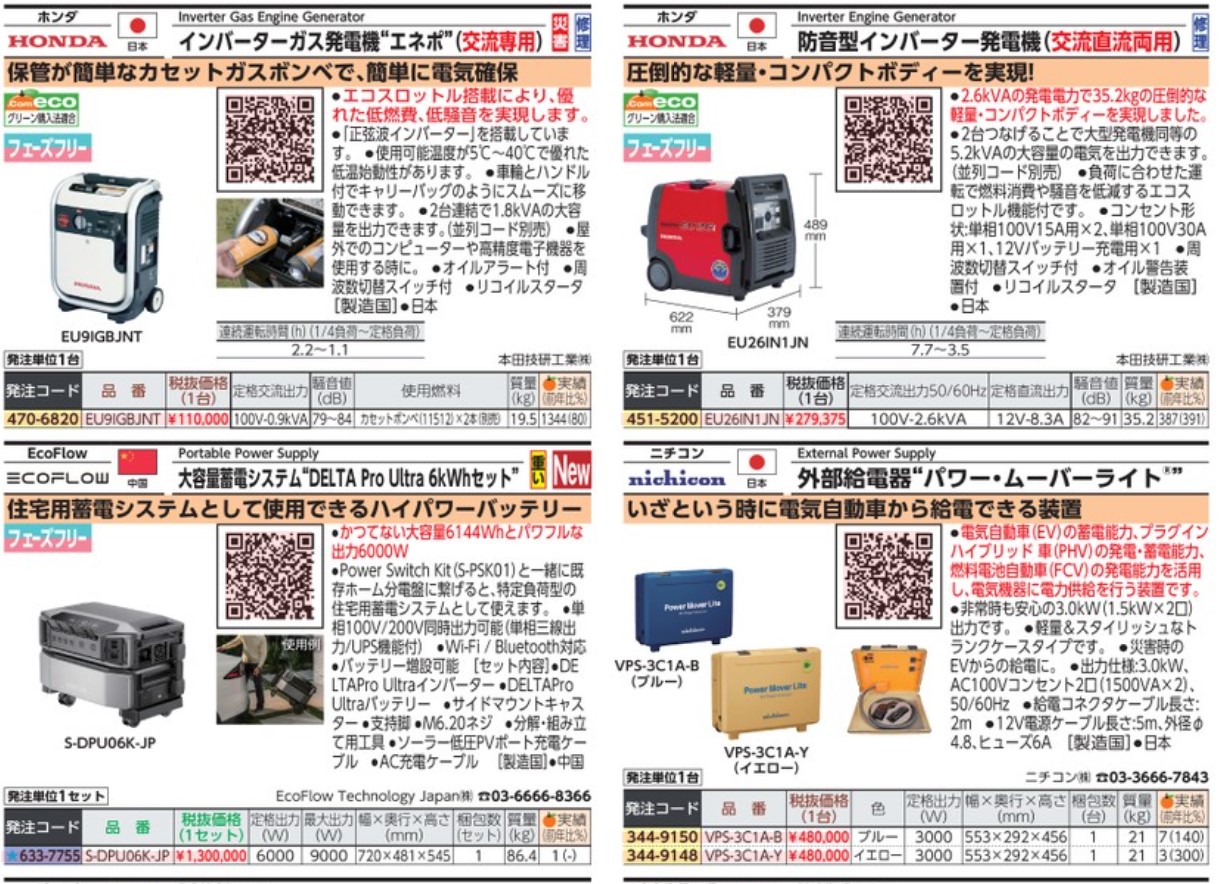 ホンダ
HONDA
日本
Inverter Gas Engine Generator
インバーターガス発電機“エネポ”(交流専用)
災害
修理
保管が簡単なカセットガスボンベで、簡単に電気確保
.Com eco
グリーン購入法適合
フェーズフリー
●エコスロットル搭載により、優
れた低燃費、低騒音を実現します。
●「正弦波インバーター」を搭載していま
す。 ●使用可能温度が5℃〜40℃で優れた
低温始動性があります。 ●車輪とハンドル
付でキャリーバッグのようにスムーズに移
動できます。 ●2台連結で1.8kVAの大容
量を出力できます。(並列コード別売) ●屋
外でのコンピューターや高精度電子機器を
使用する時に。 ●オイルアラート付 ●周
波数切替スイッチ付 ●リコイルスタータ
[製造国]●日本
HONDA
EU9IGBJNT
連続運転時間(h)(1/4負荷〜定格負荷)
2.2〜1.1
発注単位1台
本田技研工業㈱
発注コード 品 番 税抜価格(1台) 定格交流出力 騒音値(dB) 使用燃料 質量(kg) 実績(前年比%)
470-6820 EU9IGBJNT ¥110,000 100V-0.9kVA 79〜84 カセットボンベ(11512)×2本(別売) 19.5 1344(80)
ホンダ
HONDA
日本
Inverter Engine Generator
防音型インバーター発電機(交流直流両用)
修理
圧倒的な軽量・コンパクトボディーを実現!
.Com eco
グリーン購入法適合
フェーズフリー
●2.6kVAの発電電力で35.2kgの圧倒的な
軽量・コンパクトボディーを実現しました。
●2台つなげることで大型発電機同等の
5.2kVAの大容量の電気を出力できます。
(並列コード別売) ●負荷に合わせた運
転で燃料消費や騒音を低減するエコス
ロットル機能付です。 ●コンセント形
状:単相100V15A用×2、単相100V30A
用×1、12Vバッテリー充電用×1 ●周
波数切替スイッチ付 ●オイル警告装
置付 ●リコイルスタータ [製造国]
●日本
HONDA
489
mm
622
mm
379
mm
EU26IN1JN
連続運転時間(h)(1/4負荷〜定格負荷)
7.7〜3.5
発注単位1台
本田技研工業㈱
発注コード 品 番 税抜価格(1台) 定格交流出力50/60Hz 定格直流出力 騒音値(dB) 質量(kg) 実績(前年比%)
451-5200 EU26IN1JN ¥279,375 100V-2.6kVA 12V-8.3A 82〜91 35.2 387(391)
EcoFlow
ECOFLOW
中国
Portable Power Supply
大容量蓄電システム“DELTA Pro Ultra 6kWhセット”
重い
New
住宅用蓄電システムとして使用できるハイパワーバッテリー
フェーズフリー
●かつてない大容量6144Whとパワフルな
出力6000W
●Power Switch Kit(S-PSK01)と一緒に既
存ホーム分電盤に繋げると、特定負荷型の
住宅用蓄電システムとして使えます。 ●単
相100V/200V同時出力可能(単相三線出
力/UPS機能付) ●Wi-Fi / Bluetooth対応
●バッテリー増設可能 [セット内容]●DE
LTAPro Ultraインバーター ●DELTAPro
Ultraバッテリー ●サイドマウントキャス
ター ●支持脚 ●M6.20ネジ ●分解・組み立
て用工具 ●ソーラー低圧PVポート充電ケー
ブル ●AC充電ケーブル [製造国]●中国
使用例
S-DPU06K-JP
発注単位1セット
EcoFlow Technology Japan㈱ ☎03-6666-8366
発注コード 品 番 税抜価格(1セット) 定格出力(W) 最大出力(W) 幅×奥行×高さ(mm) 梱包数(セット) 質量(kg) 実績(前年比%)
★633-7755 S-DPU06K-JP ¥1,300,000 6000 9000 720×481×545 1 86.4 1(-)
ニチコン
nichicon
日本
External Power Supply
外部給電器“パワー・ムーバーライト®”
いざという時に電気自動車から給電できる装置
●電気自動車(EV)の蓄電能力、プラグイン
ハイブリッド 車(PHV)の発電・蓄電能力、
燃料電池自動車(FCV)の発電能力を活用
し、電気機器に電力供給を行う装置です。
●非常時も安心の3.0kW(1.5kW×2口)
出力です。 ●軽量&スタイリッシュなト
ランクケースタイプです。 ●災害時の
EVからの給電に。 ●出力仕様:3.0kW、
AC100Vコンセント2口(1500VA×2)、
50/60Hz ●給電コネクタケーブル長さ:
2m ●12V電源ケーブル長さ:5m、外径φ
4.8、ヒューズ6A [製造国]●日本
Power Mover Lite
nichicon
VPS-3C1A-B
(ブルー)
Power Mover Lite
nichicon
VPS-3C1A-Y
(イエロー)
発注単位1台
ニチコン㈱ ☎03-3666-7843
発注コード 品 番 税抜価格(1台) 色 定格出力(W) 幅×奥行×高さ(mm) 梱包数(台) 質量(kg) 実績(前年比%)
344-9150 VPS-3C1A-B ¥480,000 ブルー 3000 553×292×456 1 21 7(140)
344-9148 VPS-3C1A-Y ¥480,000 イエロー 3000 553×292×456 1 21 3(300)